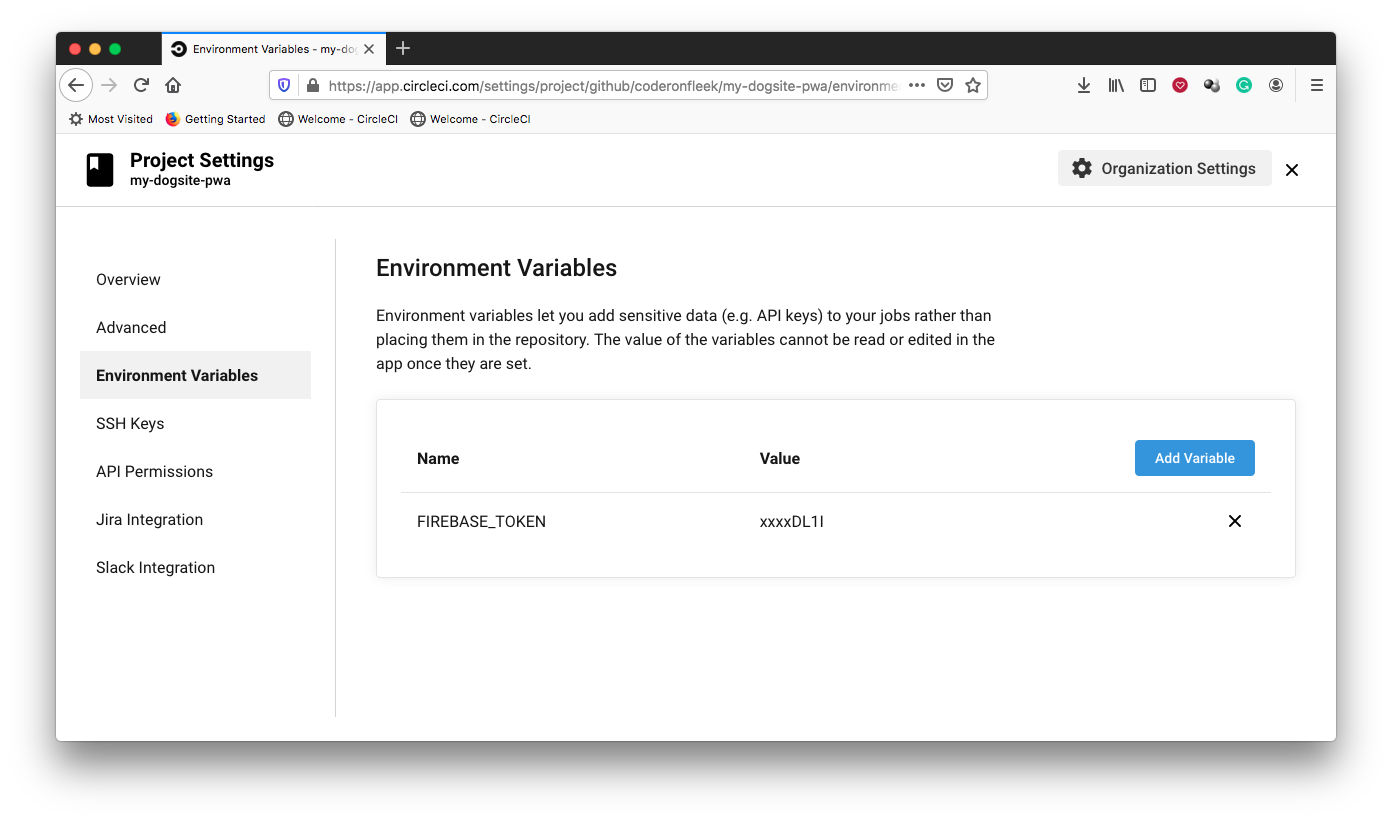 Environment Variables - my-dog
https://app.circleci.com/settings/project/github/coderonfleek/my-dogsite-pwa/environme
Most Visited Getting Started Welcome - CircleCI Welcome - CircleCI
Project Settings
my-dogsite-pwa
Organization Settings
Overview
Advanced
Environment Variables
SSH Keys
API Permissions
Jira Integration
Slack Integration
Environment Variables
Environment variables let you add sensitive data (e.g. API keys) to your jobs rather than
placing them in the repository. The value of the variables cannot be read or edited in the
app once they are set.
Name Value Add Variable
FIREBASE_TOKEN xxxxDL1I